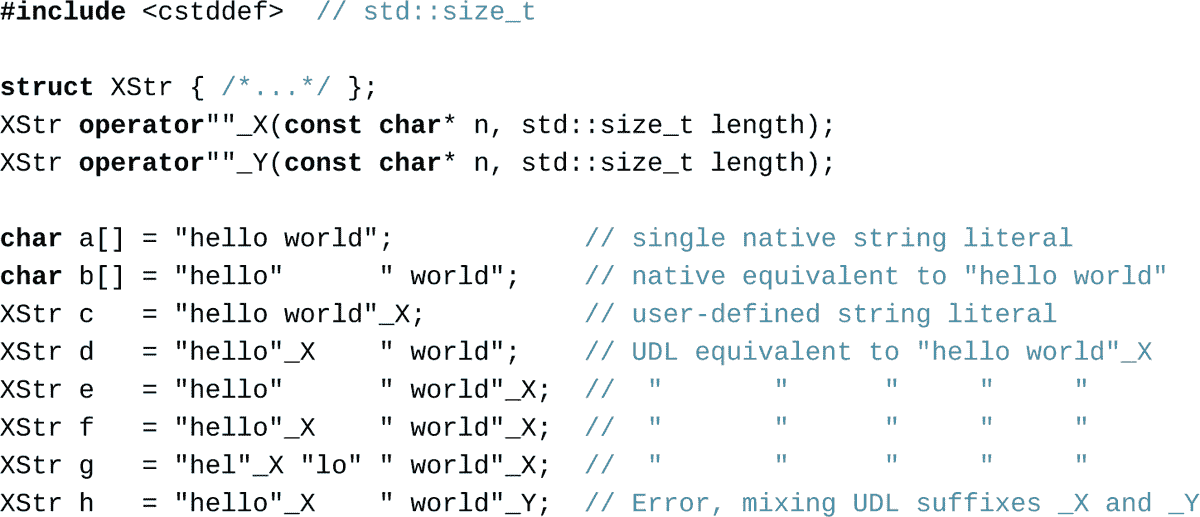 #include <cstddef>  // std::size_t

struct XStr { /*...*/ };
XStr operator""_X(const char* n, std::size_t length);
XStr operator""_Y(const char* n, std::size_t length);

char a[] = "hello world";            // single native string literal
char b[] = "hello"      " world";    // native equivalent to "hello world"
XStr c   = "hello world"_X;          // user-defined string literal
XStr d   = "hello"_X    " world";    // UDL equivalent to "hello world"_X
XStr e   = "hello"      " world"_X;  //  "       "      "     "     "
XStr f   = "hello"_X    " world"_X;  //  "       "      "     "     "
XStr g   = "hel"_X "lo" " world"_X;  //  "       "      "     "     "
XStr h   = "hello"_X    " world"_Y;  // Error, mixing UDL suffixes _X and _Y